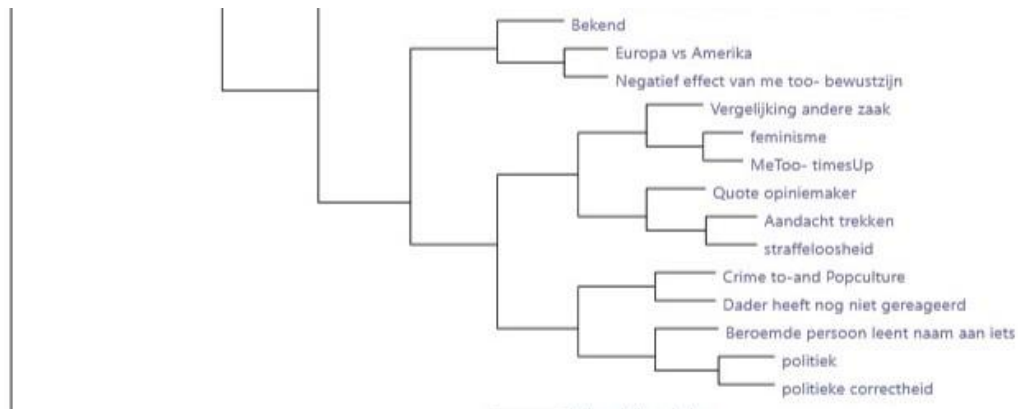 Bekend
Europa vs Amerika
Negatief effect van me too- bewustzijn
Vergelijking andere zaak
feminisme
MeToo- timesUp
Quote opiniemaker
Aandacht trekken
straffeloosheid
Crime to-and Popculture
Dader heeft nog niet gereageerd
Beroemde persoon leent naam aan iets
politiek
politieke correctheid